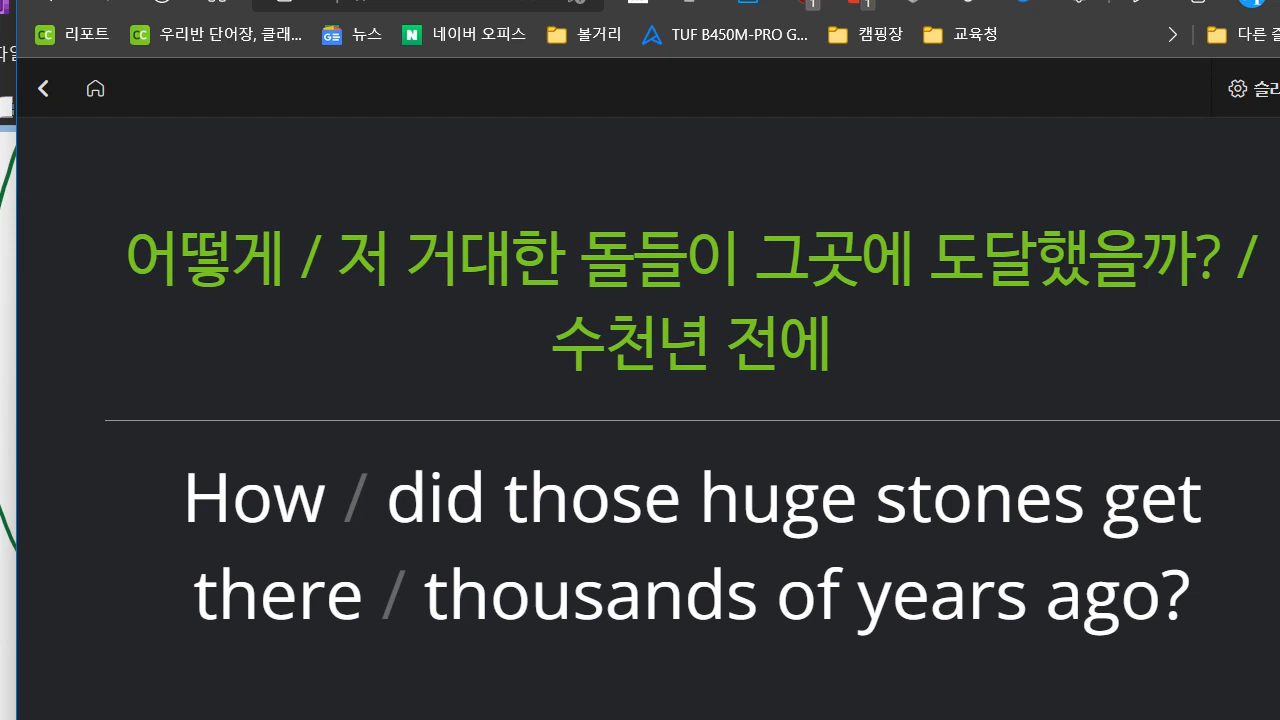 리포트 우리반 단어장, 클래... 뉴스 네이버 오피스 볼거리 TUF B450M-PRO G... 캠핑장 교육청 다른
어떻게 / 저 거대한 돌들이 그곳에 도달했을까? /
수천년 전에
How / did those huge stones get
there / thousands of years ago?